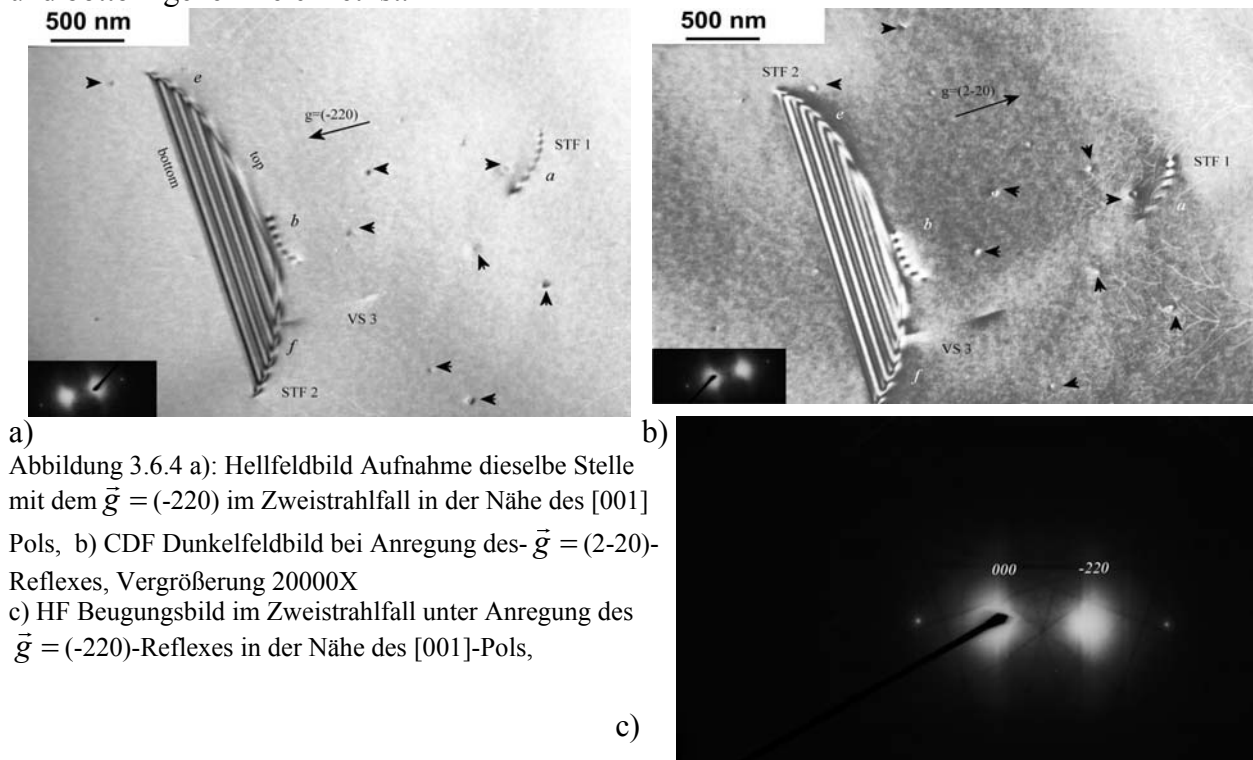 and bottom
500 nm
e
g=(-220)
bottom
top
STF 1
a
b
VS 3
f
STF 2
500 nm
STF 2
g=(2-20)
e
STF 1
a
b
VS 3
f
a)
b)
Abbildung 3.6.4 a): Hellfeldbild Aufnahme dieselbe Stelle
mit dem g⃗ = (-220) im Zweistrahlfall in der Nähe des [001]
Pols, b) CDF Dunkelfeldbild bei Anregung des- g⃗ = (2-20)-
Reflexes, Vergrößerung 20000X
c) HF Beugungsbild im Zweistrahlfall unter Anregung des
g⃗ = (-220)-Reflexes in der Nähe des [001]-Pols,
000 -220
c)